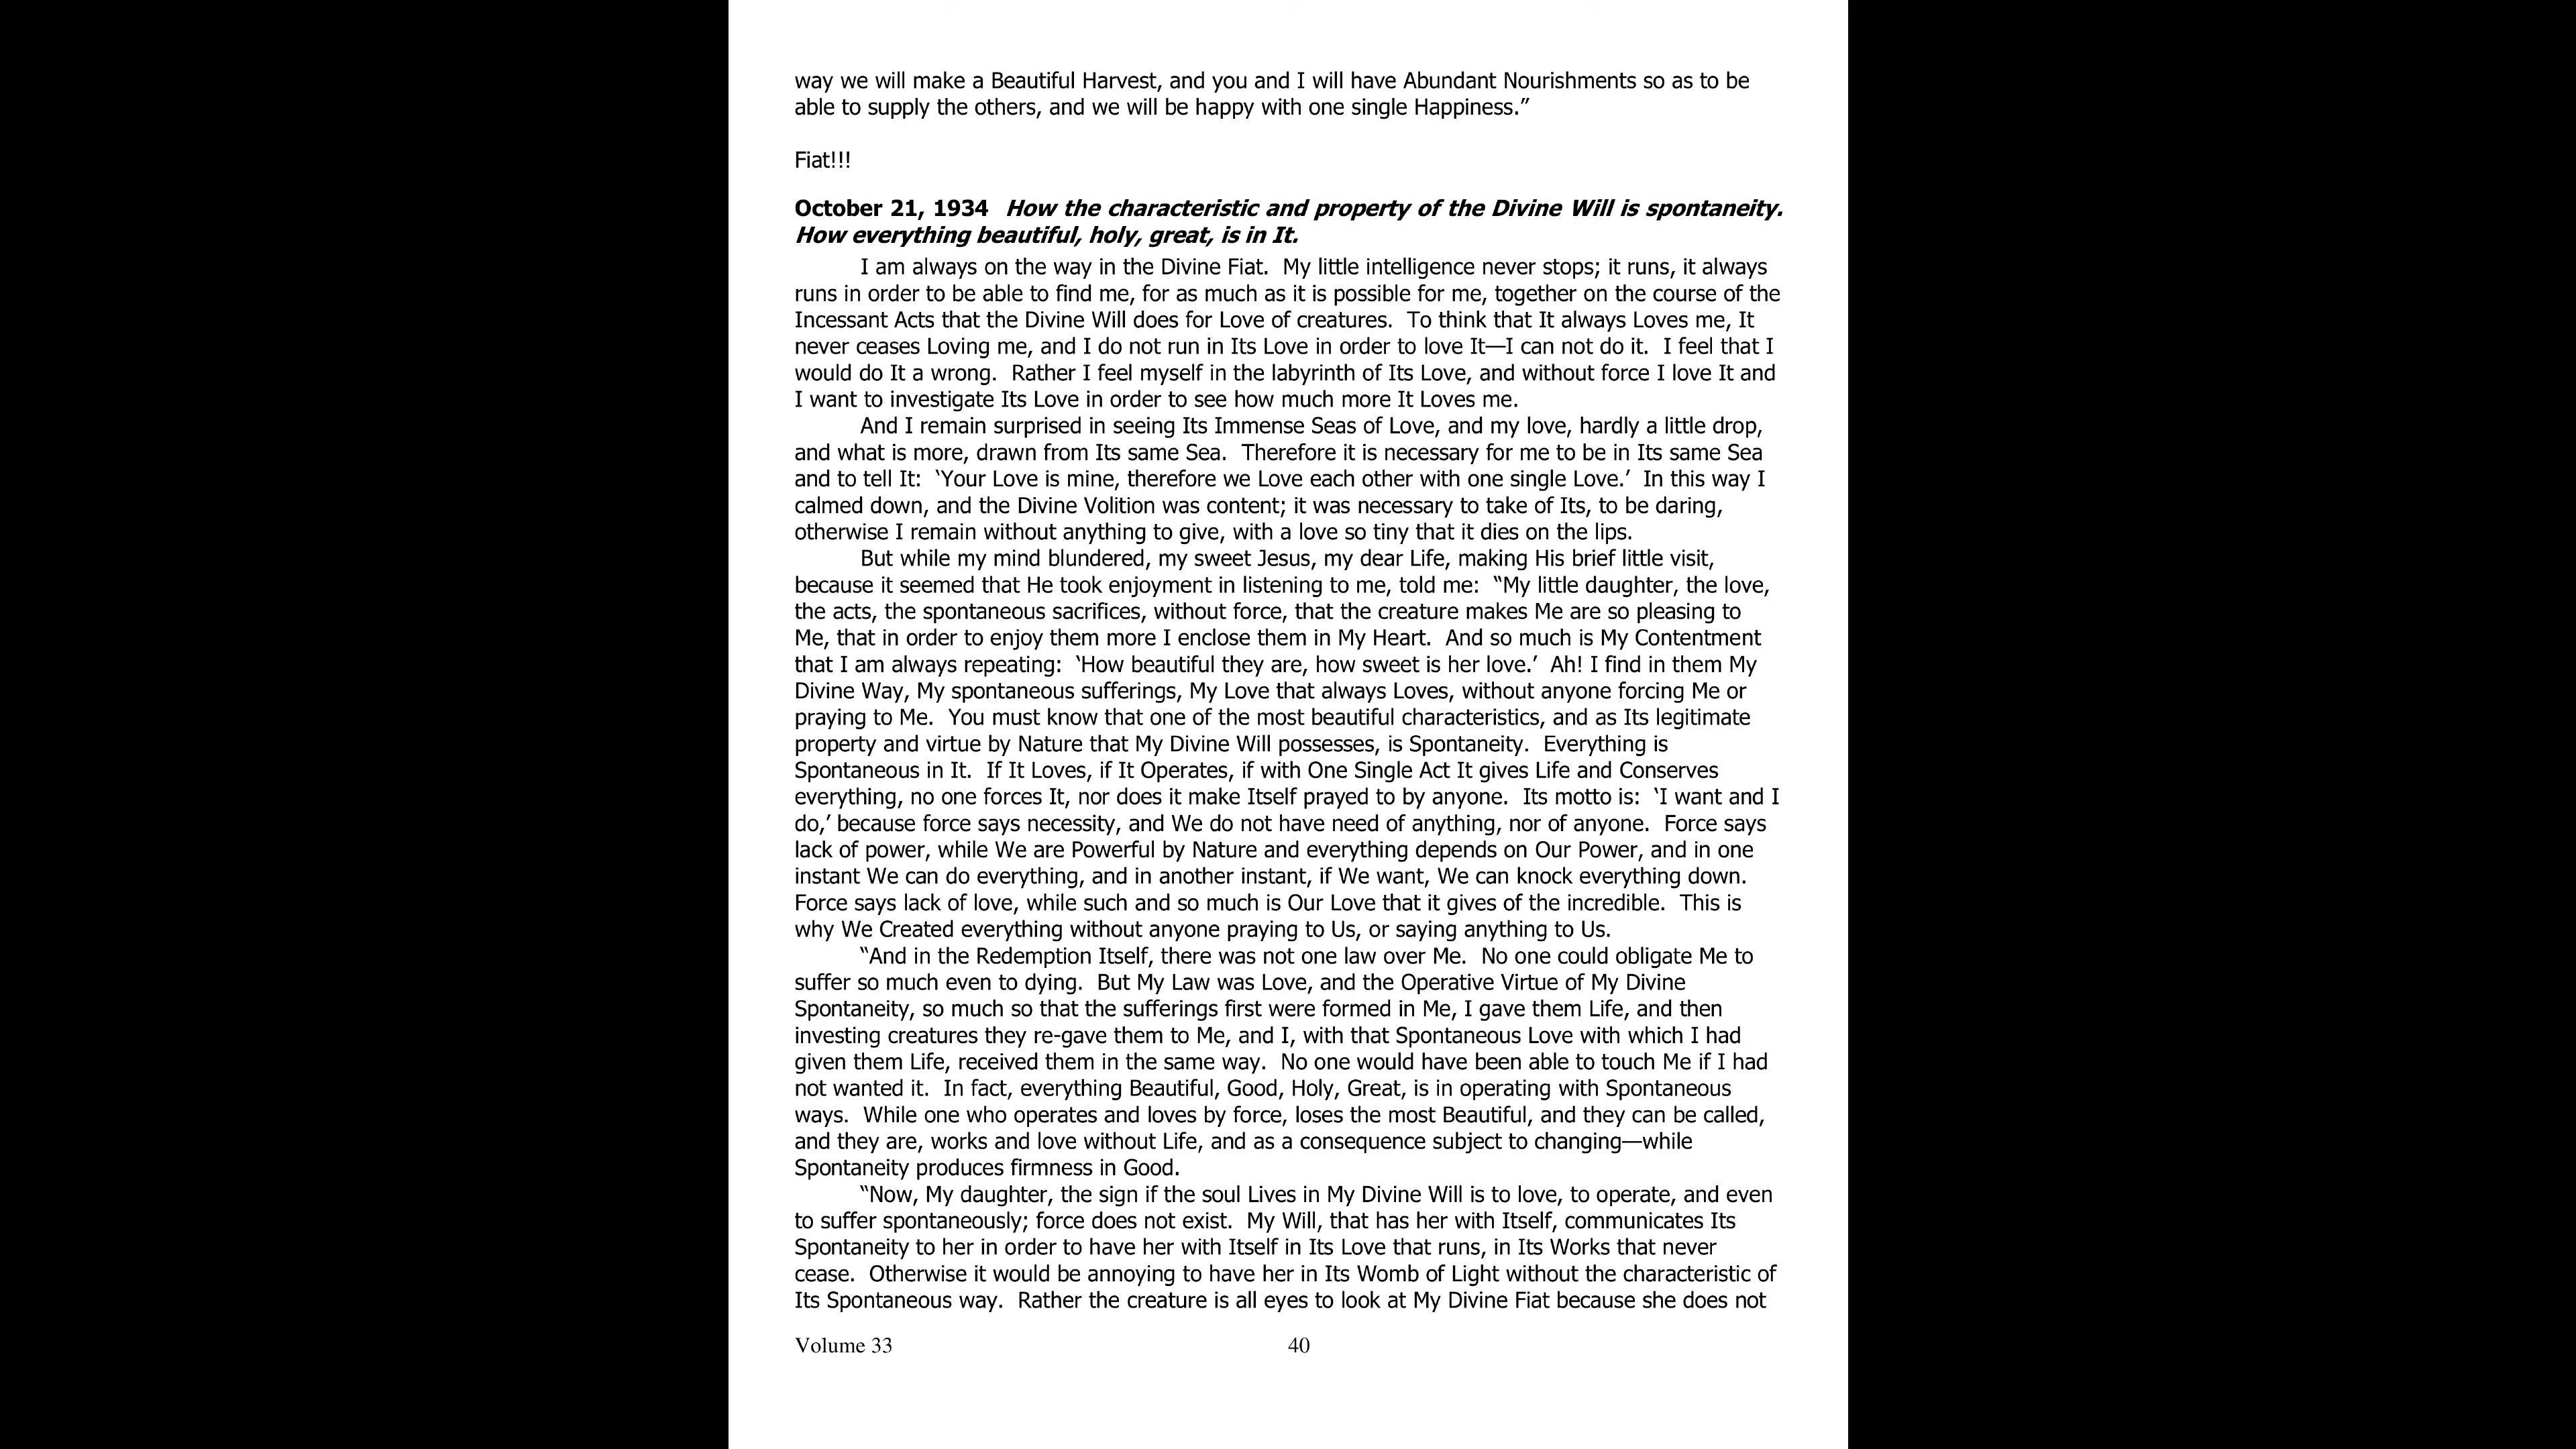 way we will make a Beautiful Harvest, and you and I will have Abundant Nourishments so as to be
able to supply the others, and we will be happy with one single Happiness.”
Fiat!!!
October 21, 1934 How the characteristic and property of the Divine Will is spontaneity.
How everything beautiful, holy, great, is in It.
I am always on the way in the Divine Fiat. My little intelligence never stops; it runs, it always
runs in order to be able to find me, for as much as it is possible for me, together on the course of the
Incessant Acts that the Divine Will does for Love of creatures. To think that It always Loves me, It
never ceases Loving me, and I do not run in Its Love in order to love It—I can not do it. I feel that I
would do It a wrong. Rather I feel myself in the labyrinth of Its Love, and without force I love It and
I want to investigate Its Love in order to see how much more It Loves me.
And I remain surprised in seeing Its Immense Seas of Love, and my love, hardly a little drop,
and what is more, drawn from Its same Sea. Therefore it is necessary for me to be in Its same Sea
and to tell It: ‘Your Love is mine, therefore we Love each other with one single Love.’ In this way I
calmed down, and the Divine Volition was content; it was necessary to take of Its, to be daring,
otherwise I remain without anything to give, with a love so tiny that it dies on the lips.
But while my mind blundered, my sweet Jesus, my dear Life, making His brief little visit,
because it seemed that He took enjoyment in listening to me, told me: “My little daughter, the love,
the acts, the spontaneous sacrifices, without force, that the creature makes Me are so pleasing to
Me, that in order to enjoy them more I enclose them in My Heart. And so much is My Contentment
that I am always repeating: ‘How beautiful they are, how sweet is her love.’ Ah! I find in them My
Divine Way, My spontaneous sufferings, My Love that always Loves, without anyone forcing Me or
praying to Me. You must know that one of the most beautiful characteristics, and as Its legitimate
property and virtue by Nature that My Divine Will possesses, is Spontaneity. Everything is
Spontaneous in It. If It Loves, if It Operates, if with One Single Act It gives Life and Conserves
everything, no one forces It, nor does it make Itself prayed to by anyone. Its motto is: ‘I want and I
do,’ because force says necessity, and We do not have need of anything, nor of anyone. Force says
lack of power, while We are Powerful by Nature and everything depends on Our Power, and in one
instant We can do everything, and in another instant, if We want, We can knock everything down.
Force says lack of love, while such and so much is Our Love that it gives of the incredible. This is
why We Created everything without anyone praying to Us, or saying anything to Us.
“And in the Redemption Itself, there was not one law over Me. No one could obligate Me to
suffer so much even to dying. But My Law was Love, and the Operative Virtue of My Divine
Spontaneity, so much so that the sufferings first were formed in Me, I gave them Life, and then
investing creatures they re-gave them to Me, and I, with that Spontaneous Love with which I had
given them Life, received them in the same way. No one would have been able to touch Me if I had
not wanted it. In fact, everything Beautiful, Good, Holy, Great, is in operating with Spontaneous
ways. While one who operates and loves by force, loses the most Beautiful, and they can be called,
and they are, works and love without Life, and as a consequence subject to changing—while
Spontaneity produces firmness in Good.
“Now, My daughter, the sign if the soul Lives in My Divine Will is to love, to operate, and even
to suffer spontaneously; force does not exist. My Will, that has her with Itself, communicates Its
Spontaneity to her in order to have her with Itself in Its Love that runs, in Its Works that never
cease. Otherwise it would be annoying to have her in Its Womb of Light without the characteristic of
Its Spontaneous way. Rather the creature is all eyes to look at My Divine Fiat because she does not
Volume 33 40